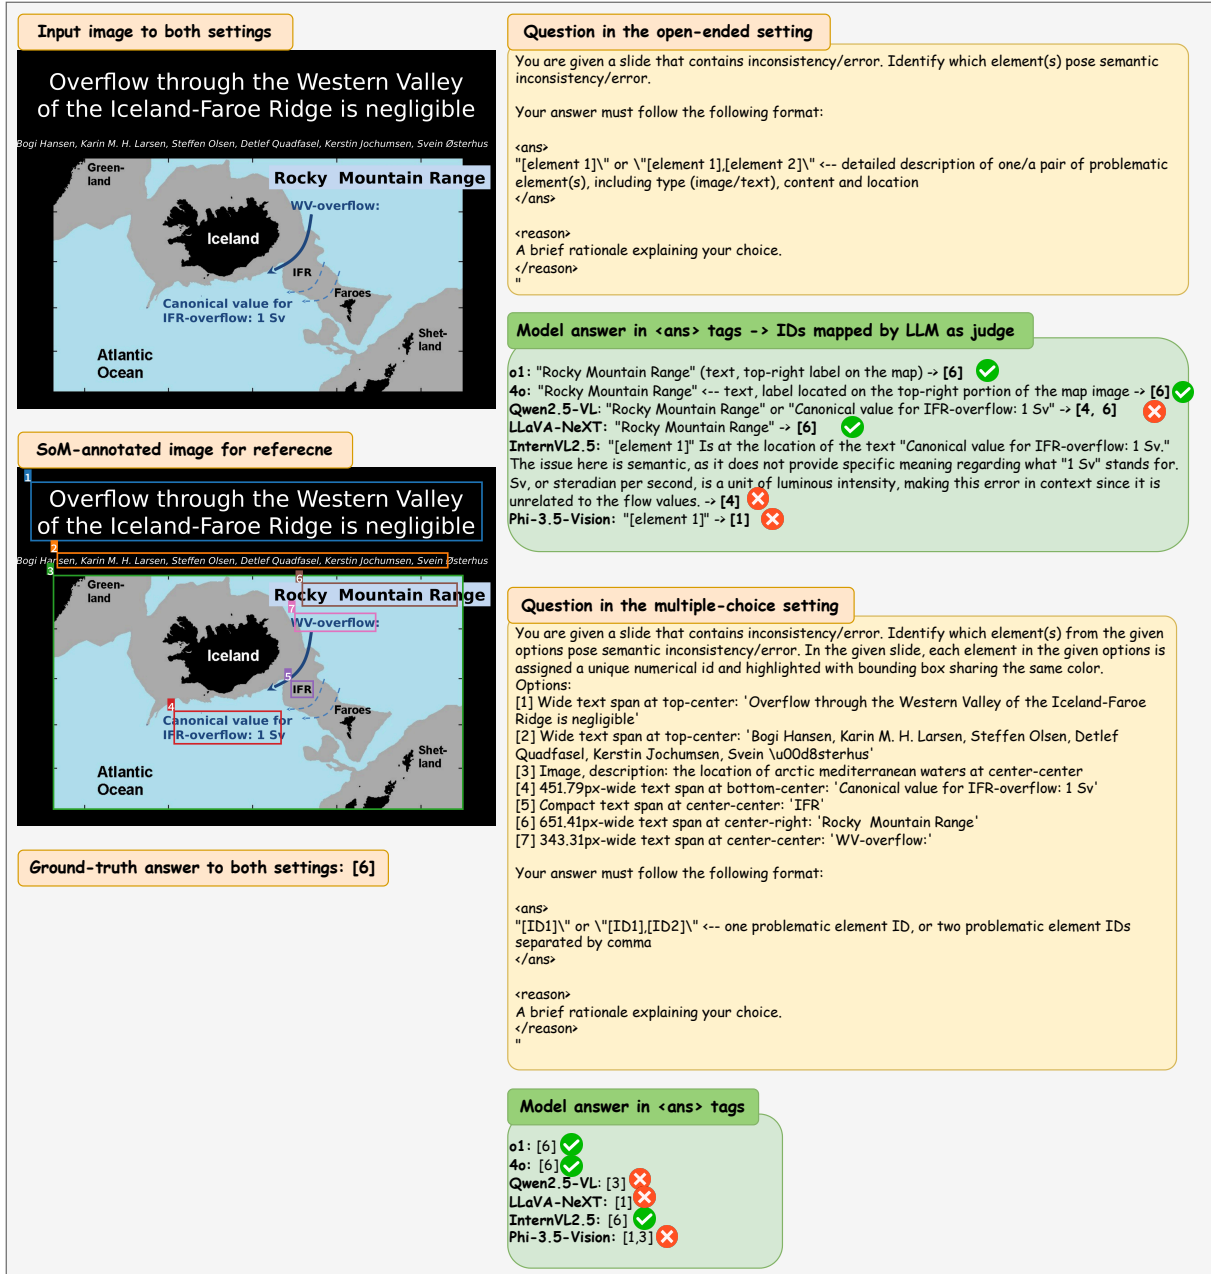 Input image to both settings
Overflow through the Western Valley
of the Iceland-Faroe Ridge is negligible
Bogi Hansen, Karin M. H. Larsen, Steffen Olsen, Detlef Quadfasel, Kerstin Jochumsen, Svein Østerhus
Green-
land
Rocky  Mountain Range
WV-overflow:
Iceland
IFR
Faroes
Canonical value for
IFR-overflow: 1 Sv
Shet-
land
Atlantic
Ocean
SoM-annotated image for referecne
1
Overflow through the Western Valley
of the Iceland-Faroe Ridge is negligible
2
Bogi Hansen, Karin M. H. Larsen, Steffen Olsen, Detlef Quadfasel, Kerstin Jochumsen, Svein Østerhus
3
Green-
land
6
Rocky  Mountain Range
7
WV-overflow:
Iceland
5
IFR
4
Faroes
Canonical value for
IFR-overflow: 1 Sv
Shet-
land
Atlantic
Ocean
Ground-truth answer to both settings: [6]
Question in the open-ended setting
You are given a slide that contains inconsistency/error. Identify which element(s) pose semantic
inconsistency/error.
Your answer must follow the following format:
<ans>
"[element 1]\" or \"[element 1],[element 2]\" <-- detailed description of one/a pair of problematic
element(s), including type (image/text), content and location
</ans>
<reason>
A brief rationale explaining your choice.
</reason>
"
Model answer in <ans> tags -> IDs mapped by LLM as judge
o1: "Rocky Mountain Range" (text, top-right label on the map) -> [6]
4o: "Rocky Mountain Range" <-- text, label located on the top-right portion of the map image -> [6]
Qwen2.5-VL: "Rocky Mountain Range" or "Canonical value for IFR-overflow: 1 Sv" -> [4, 6]
LLaVA-NeXT: "Rocky Mountain Range" -> [6]
InternVL2.5: "[element 1]" Is at the location of the text "Canonical value for IFR-overflow: 1 Sv."
The issue here is semantic, as it does not provide specific meaning regarding what "1 Sv" stands for.
Sv, or steradian per second, is a unit of luminous intensity, making this error in context since it is
unrelated to the flow values. -> [4]
Phi-3.5-Vision: "[element 1]" -> [1]
Question in the multiple-choice setting
You are given a slide that contains inconsistency/error. Identify which element(s) from the given
options pose semantic inconsistency/error. In the given slide, each element in the given options is
assigned a unique numerical id and highlighted with bounding box sharing the same color.
Options:
[1] Wide text span at top-center: 'Overflow through the Western Valley of the Iceland-Faroe
Ridge is negligible'
[2] Wide text span at top-center: 'Bogi Hansen, Karin M. H. Larsen, Steffen Olsen, Detlef
Quadfasel, Kerstin Jochumsen, Svein \u00d8sterhus'
[3] Image, description: the location of arctic mediterranean waters at center-center
[4] 451.79px-wide text span at bottom-center: 'Canonical value for IFR-overflow: 1 Sv'
[5] Compact text span at center-center: 'IFR'
[6] 651.41px-wide text span at center-right: 'Rocky  Mountain Range'
[7] 343.31px-wide text span at center-center: 'WV-overflow:'
Your answer must follow the following format:
<ans>
"[ID1]\" or \"[ID1],[ID2]\" <-- one problematic element ID, or two problematic element IDs
separated by comma
</ans>
<reason>
A brief rationale explaining your choice.
</reason>
"
Model answer in <ans> tags
o1: [6]
4o: [6]
Qwen2.5-VL: [3]
LLaVA-NeXT: [1]
InternVL2.5: [6]
Phi-3.5-Vision: [1,3]